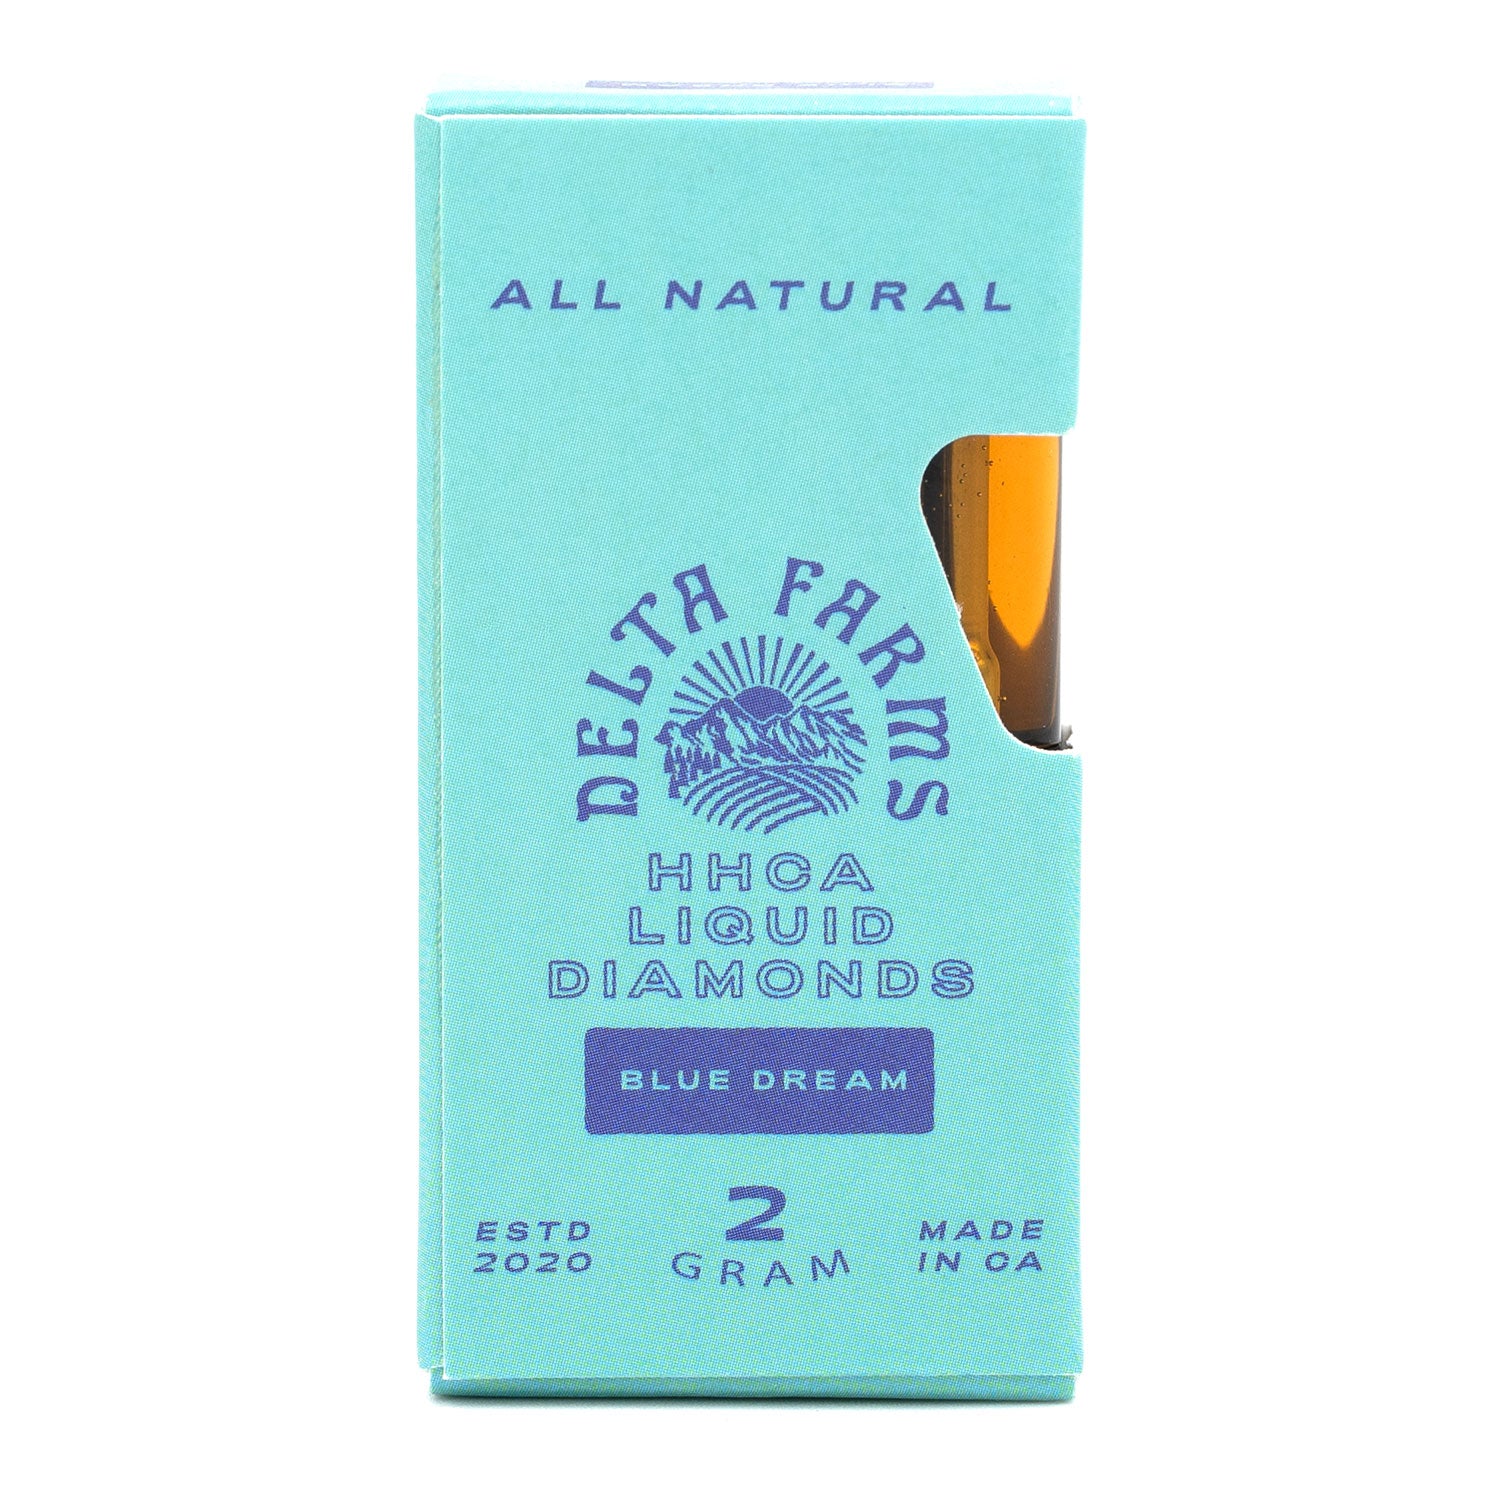 ALL NATURAL
DELTA FARMS
HHCA
LIQUID
DIAMONDS
BLUE DREAM
ESTD
2020
2
GRAM
MADE
IN CA